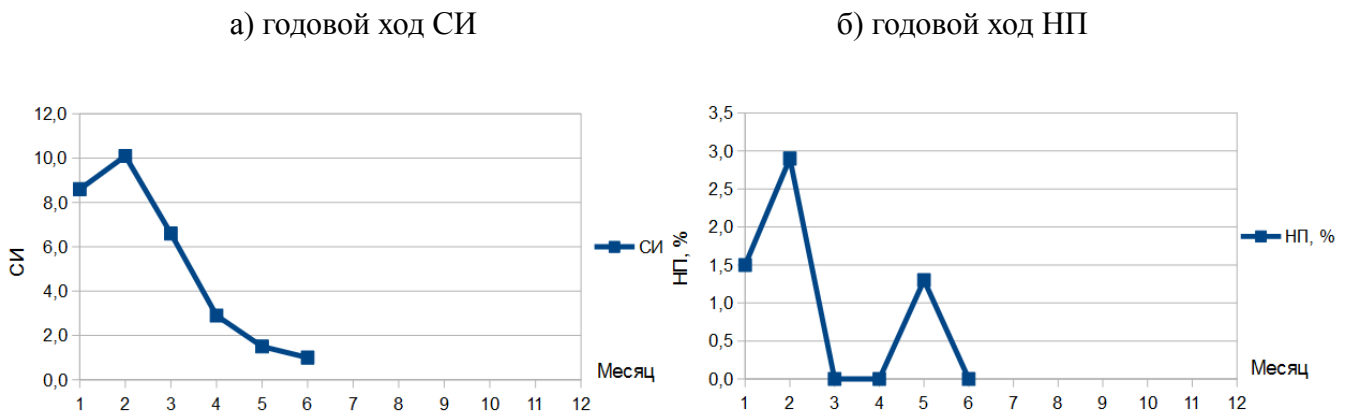 а) годовой ход СИ
б) годовой ход НП
12,0
10,0
8,0
6,0
4,0
2,0
0,0
СИ
1 2 3 4 5 6 7 8 9 10 11 12
Месяц
СИ
3,5
3,0
2,5
2,0
1,5
1,0
0,5
0,0
НП, %
1 2 3 4 5 6 7 8 9 10 11 12
Месяц
НП, %